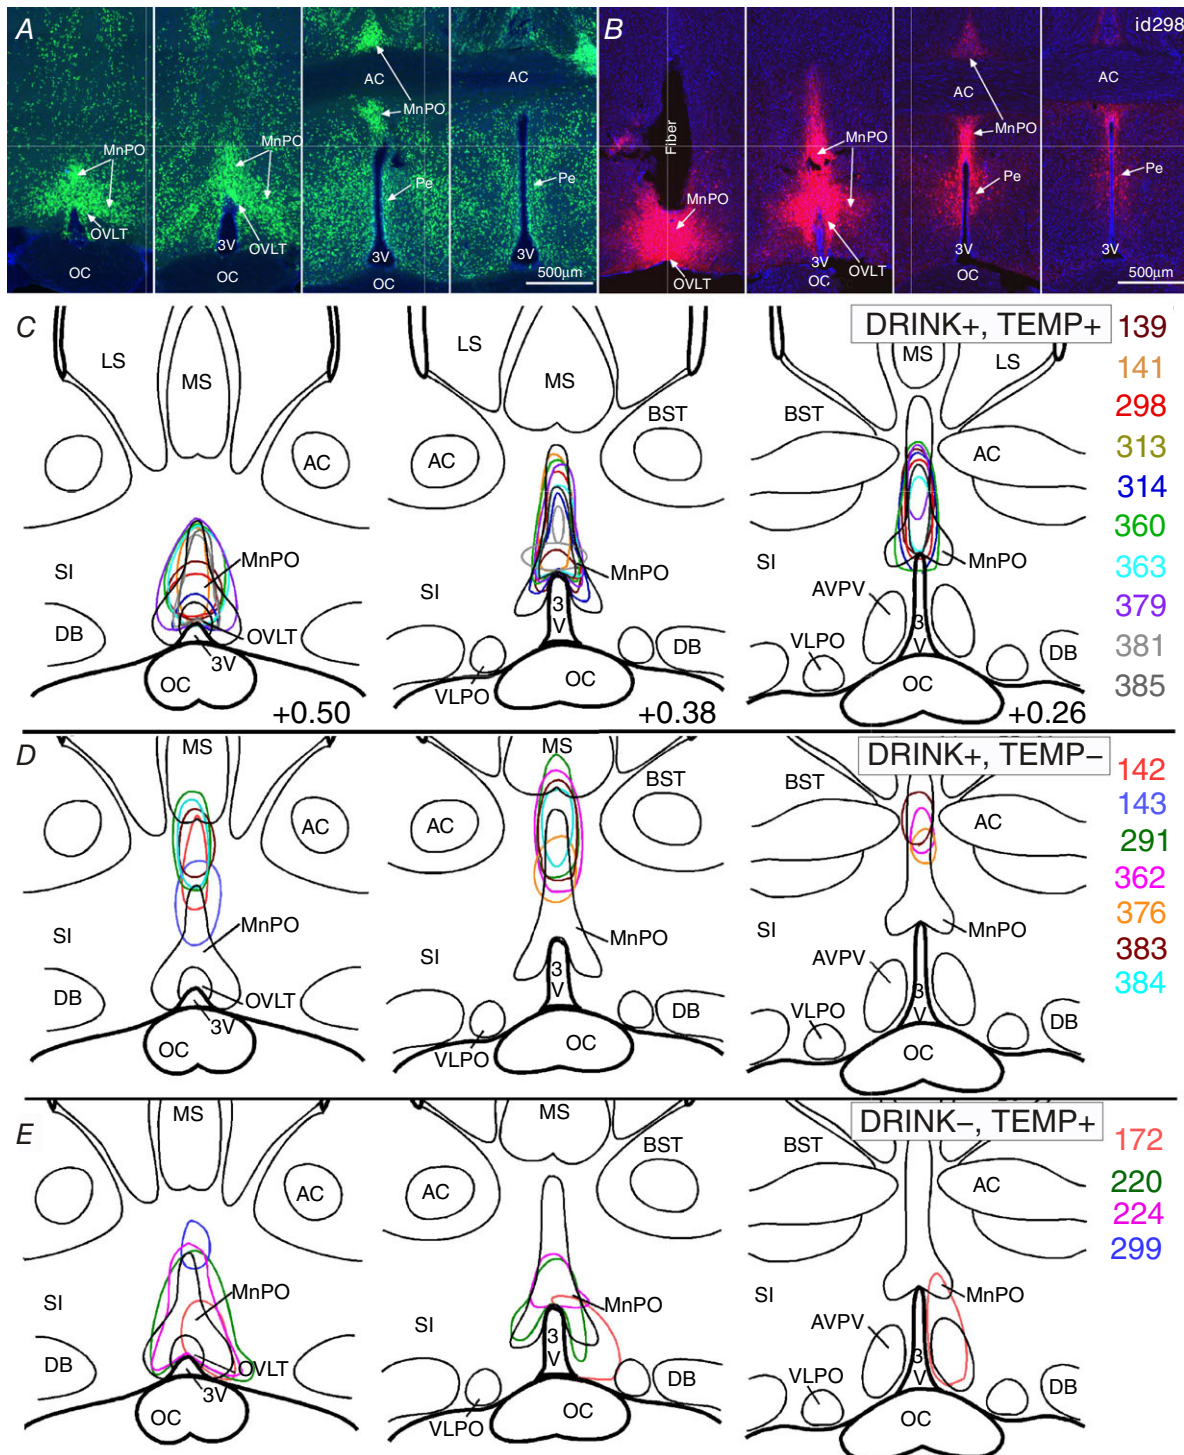 A
MnPO
OVLT
OC
MnPO
3V
OVLT
OC
AC
MnPO
Pe
3V
OC
AC
Pe
3V
500µm
B
Fiber
MnPO
OVLT
MnPO
3V
OVLT
OC
AC
MnPO
Pe
3V
OC
id298
AC
3V
500µm
C
LS
MS
AC
SI
MnPO
DB
OVLT
3V
OC
+0.50
LS
MS
BST
AC
SI
MnPO
3
V
DB
OC
VLPO
+0.38
DRINK+, TEMP+
MS
LS
BST
AC
MnPO
SI
AVPV
VLPO
3
V
DB
OC
+0.26
139
141
298
313
314
360
363
379
381
385
D
MS
AC
MnPO
SI
DB
OVLT
3V
OC
MS
BST
AC
MnPO
SI
3
V
DB
VLPO
OC
DRINK+, TEMP−
BST
AC
SI
MnPO
AVPV
3
V
VLPO
DB
OC
142
143
291
362
376
383
384
E
MS
AC
MnPO
SI
DB
OVLT
3V
OC
MS
BST
AC
MnPO
SI
3
V
DB
VLPO
OC
DRINK−, TEMP+
BST
AC
MnPO
SI
AVPV
3
V
VLPO
DB
OC
172
220
224
299